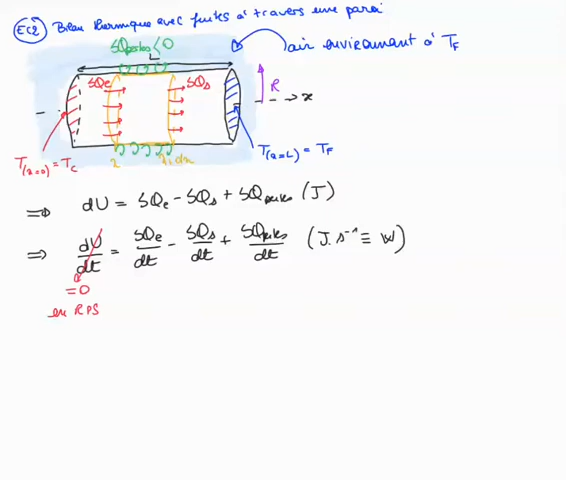 EC2 Bilan thermique avec fuites à travers une paroi
δQfuites < 0
air environnant à TF
L
δQe
δQs
R
x
T(x=0) = Tc
x
x+dx
T(x=L) = TF
⇒ dU = δQe - δQs + δQfuites (J)
⇒ dU/dt = δQe/dt - δQs/dt + δQfuites/dt (J.s⁻¹ ≡ W)
=0
en RPS